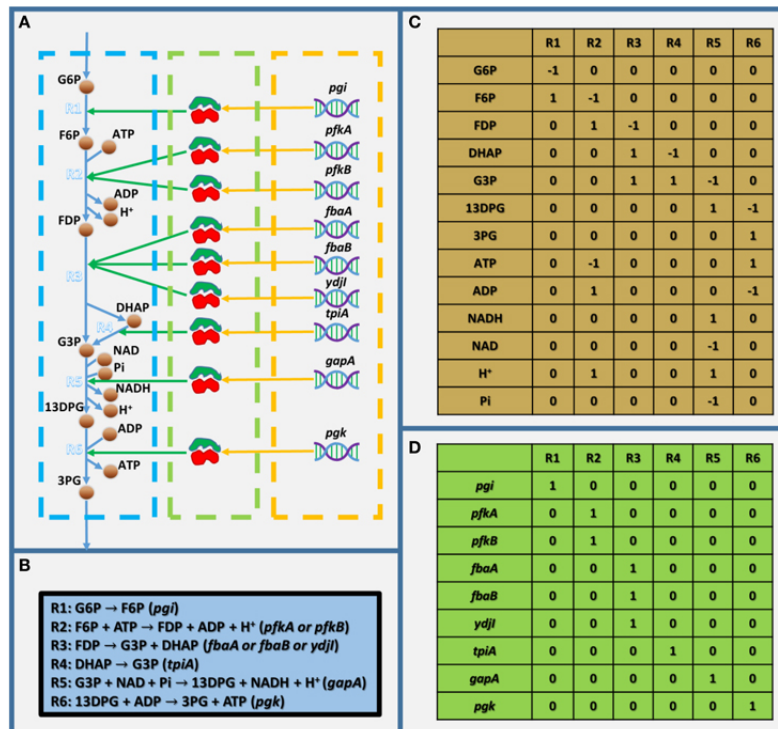 A
G6P
pgi
R1
F6P
ATP
pfkA
R2
pfkB
ADP
H⁺
FDP
fbaA
fbaB
R3
ydjI
DHAP
tpiA
R4
G3P
NAD
Pi
gapA
R5
NADH
13DPG
H⁺
ADP
pgk
R6
ATP
3PG
B
R1: G6P → F6P (pgi)
R2: F6P + ATP → FDP + ADP + H⁺ (pfkA or pfkB)
R3: FDP → G3P + DHAP (fbaA or fbaB or ydjI)
R4: DHAP → G3P (tpiA)
R5: G3P + NAD + Pi → 13DPG + NADH + H⁺ (gapA)
R6: 13DPG + ADP → 3PG + ATP (pgk)
C
R1 R2 R3 R4 R5 R6
G6P -1 0 0 0 0 0
F6P 1 -1 0 0 0 0
FDP 0 1 -1 0 0 0
DHAP 0 0 1 -1 0 0
G3P 0 0 1 1 -1 0
13DPG 0 0 0 0 1 -1
3PG 0 0 0 0 0 1
ATP 0 -1 0 0 0 1
ADP 0 1 0 0 0 -1
NADH 0 0 0 0 1 0
NAD 0 0 0 0 -1 0
H⁺ 0 1 0 0 1 0
Pi 0 0 0 0 -1 0
D
R1 R2 R3 R4 R5 R6
pgi 1 0 0 0 0 0
pfkA 0 1 0 0 0 0
pfkB 0 1 0 0 0 0
fbaA 0 0 1 0 0 0
fbaB 0 0 1 0 0 0
ydjI 0 0 1 0 0 0
tpiA 0 0 0 1 0 0
gapA 0 0 0 0 1 0
pgk 0 0 0 0 0 1